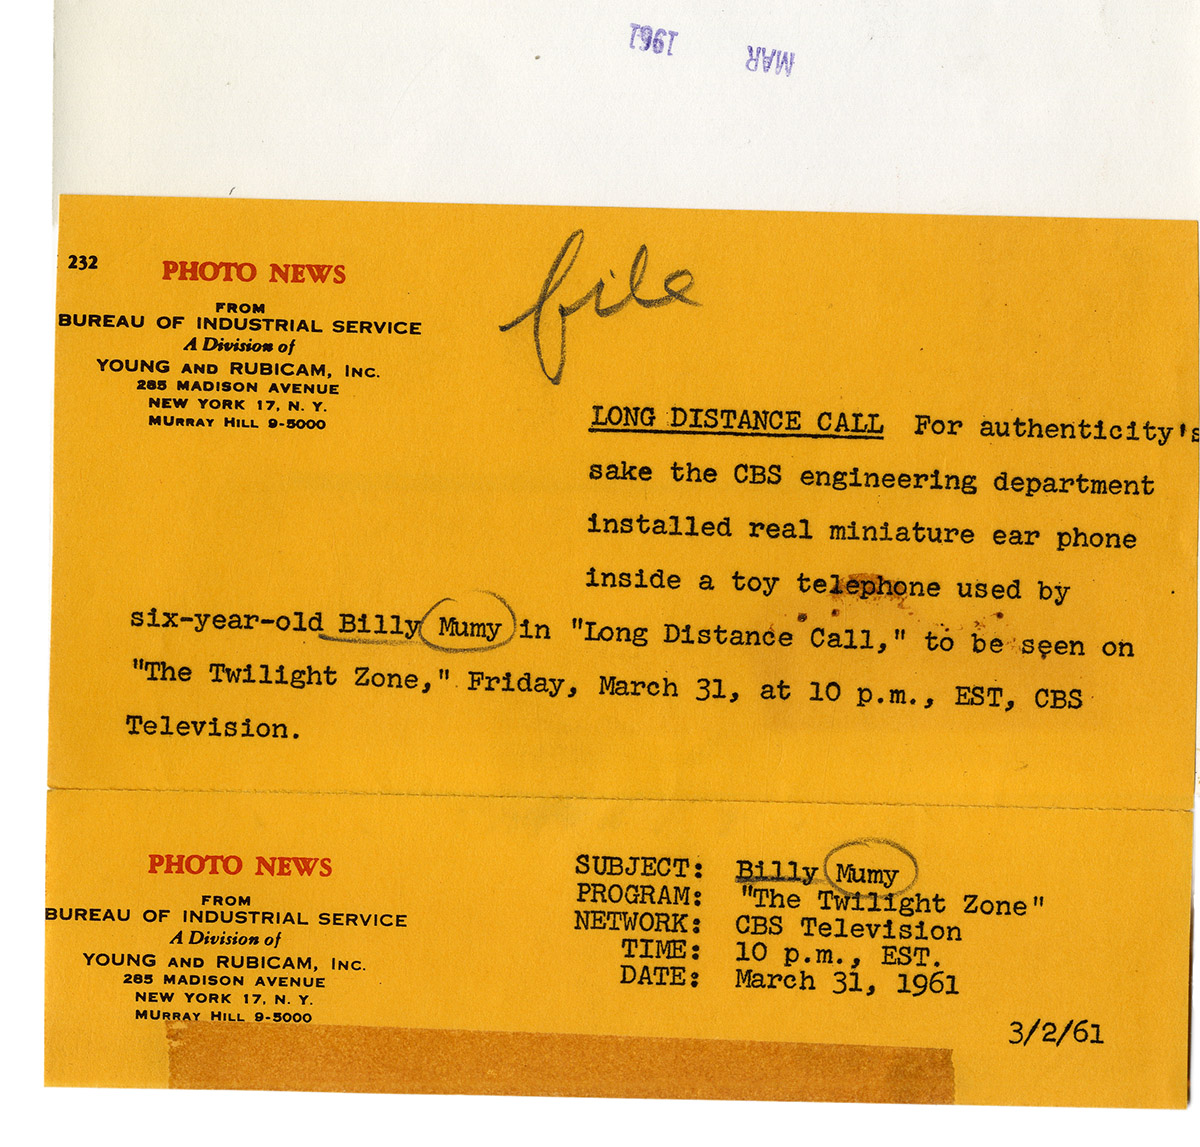 MAR 1961
232
PHOTO NEWS
FROM
BUREAU OF INDUSTRIAL SERVICE
A Division of
YOUNG AND RUBICAM, INC.
285 MADISON AVENUE
NEW YORK 17, N. Y.
MURRAY HILL 9-5000
file
LONG DISTANCE CALL For authenticity's
sake the CBS engineering department
installed real miniature ear phone
inside a toy telephone used by
six-year-old Billy Mumy in "Long Distance Call," to be seen on
"The Twilight Zone," Friday, March 31, at 10 p.m., EST, CBS
Television.
PHOTO NEWS
FROM
BUREAU OF INDUSTRIAL SERVICE
A Division of
YOUNG AND RUBICAM, INC.
285 MADISON AVENUE
NEW YORK 17, N. Y.
MURRAY HILL 9-5000
SUBJECT: Billy Mumy
PROGRAM: "The Twilight Zone"
NETWORK: CBS Television
TIME: 10 p.m., EST.
DATE: March 31, 1961
3/2/61